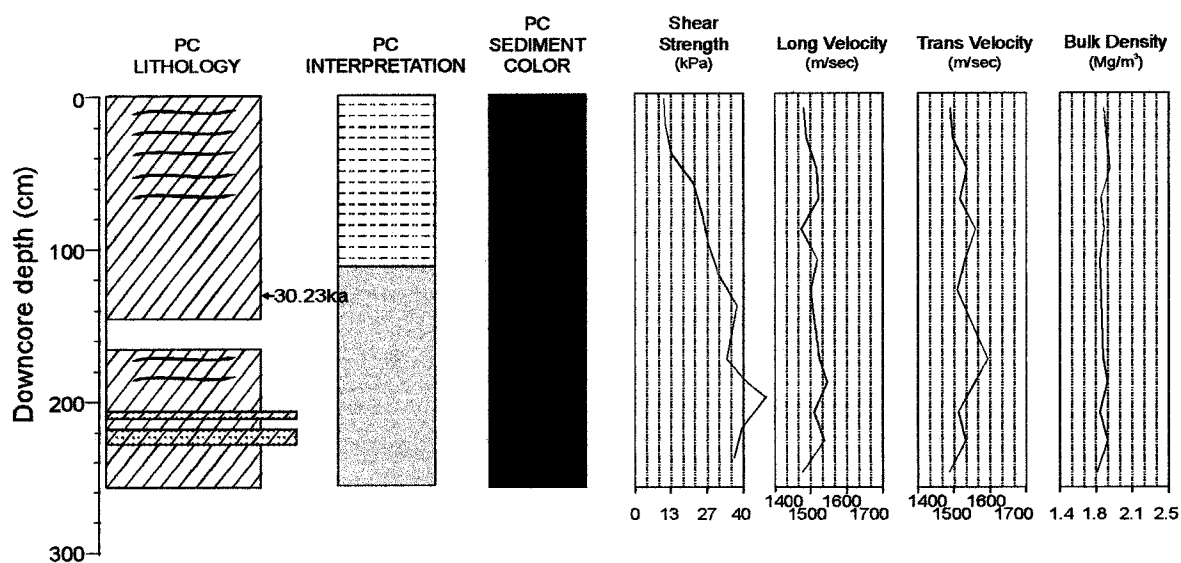 PC
LITHOLOGY
PC
INTERPRETATION
PC
SEDIMENT
COLOR
Shear
Strength
(kPa)
Long Velocity
(m/sec)
Trans Velocity
(m/sec)
Bulk Density
(Mg/m³)
Downcore depth (cm)
0
100
200
300
30.23ka
0 13 27 40
1400 1600
1500 1700
1400 1600
1500 1700
1.4 1.8 2.1 2.5